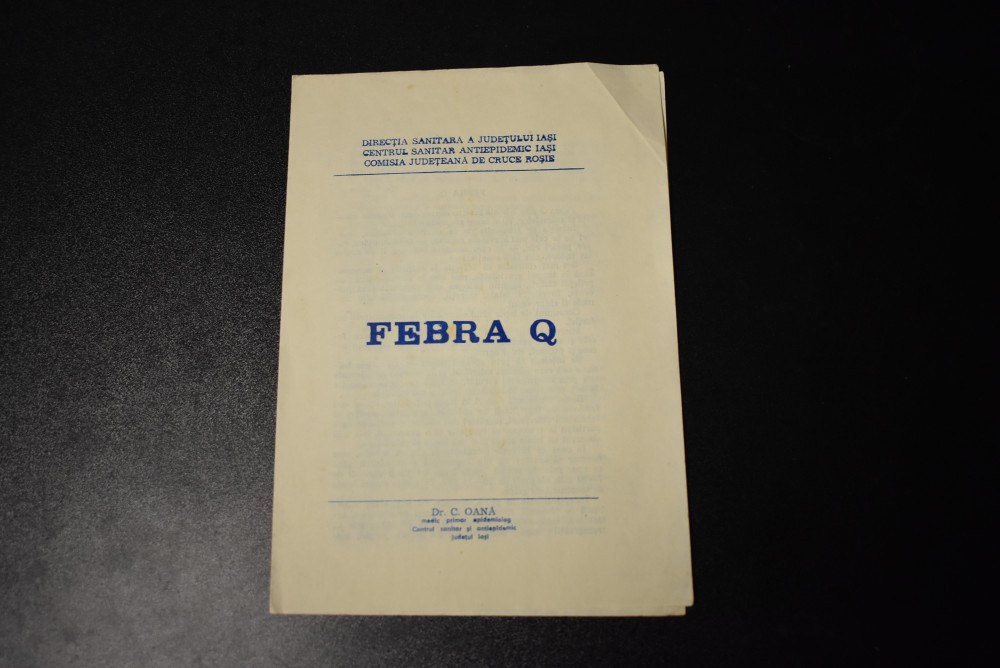 DIRECȚIA SANITARĂ A JUDEȚULUI IAȘI
CENTRUL SANITAR ANTIEPIDEMIC IAȘI
COMISIA JUDEȚEANĂ DE CRUCE ROȘIE
FEBRA Q
Dr. C. OANĂ
medic primar epidemiolog
Centrul sanitar și antiepidemic
județul Iași